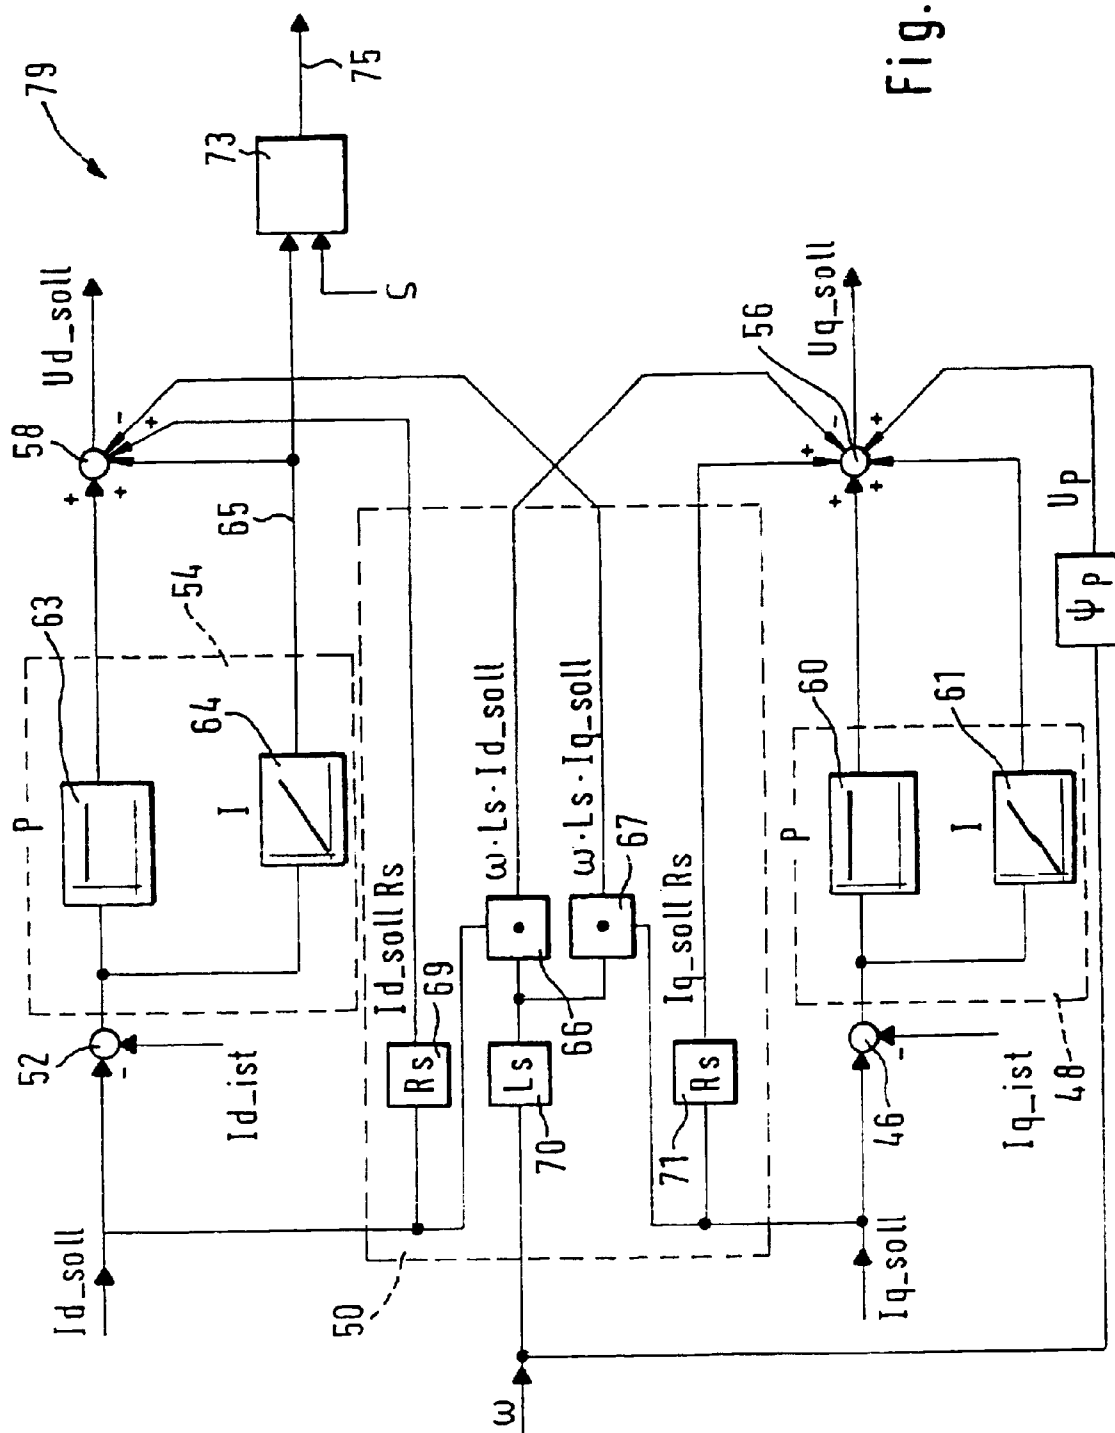 79
Fig.
58
Ud_soll
73
75
S
63
54
65
P
64
I
52
Id_ist
Id_soll
50
Id_soll Rs
69
Rs
ω·Ls·Id_soll
66
ω·Ls·Iq_soll
67
Ls
70
Iq_soll Rs
Rs
71
ω
56
Uq_soll
60
P
61
I
46
Iq_ist
48
Iq_soll
Up
ψp
+
+
+
-
-
+
-
+
+
+
+
-